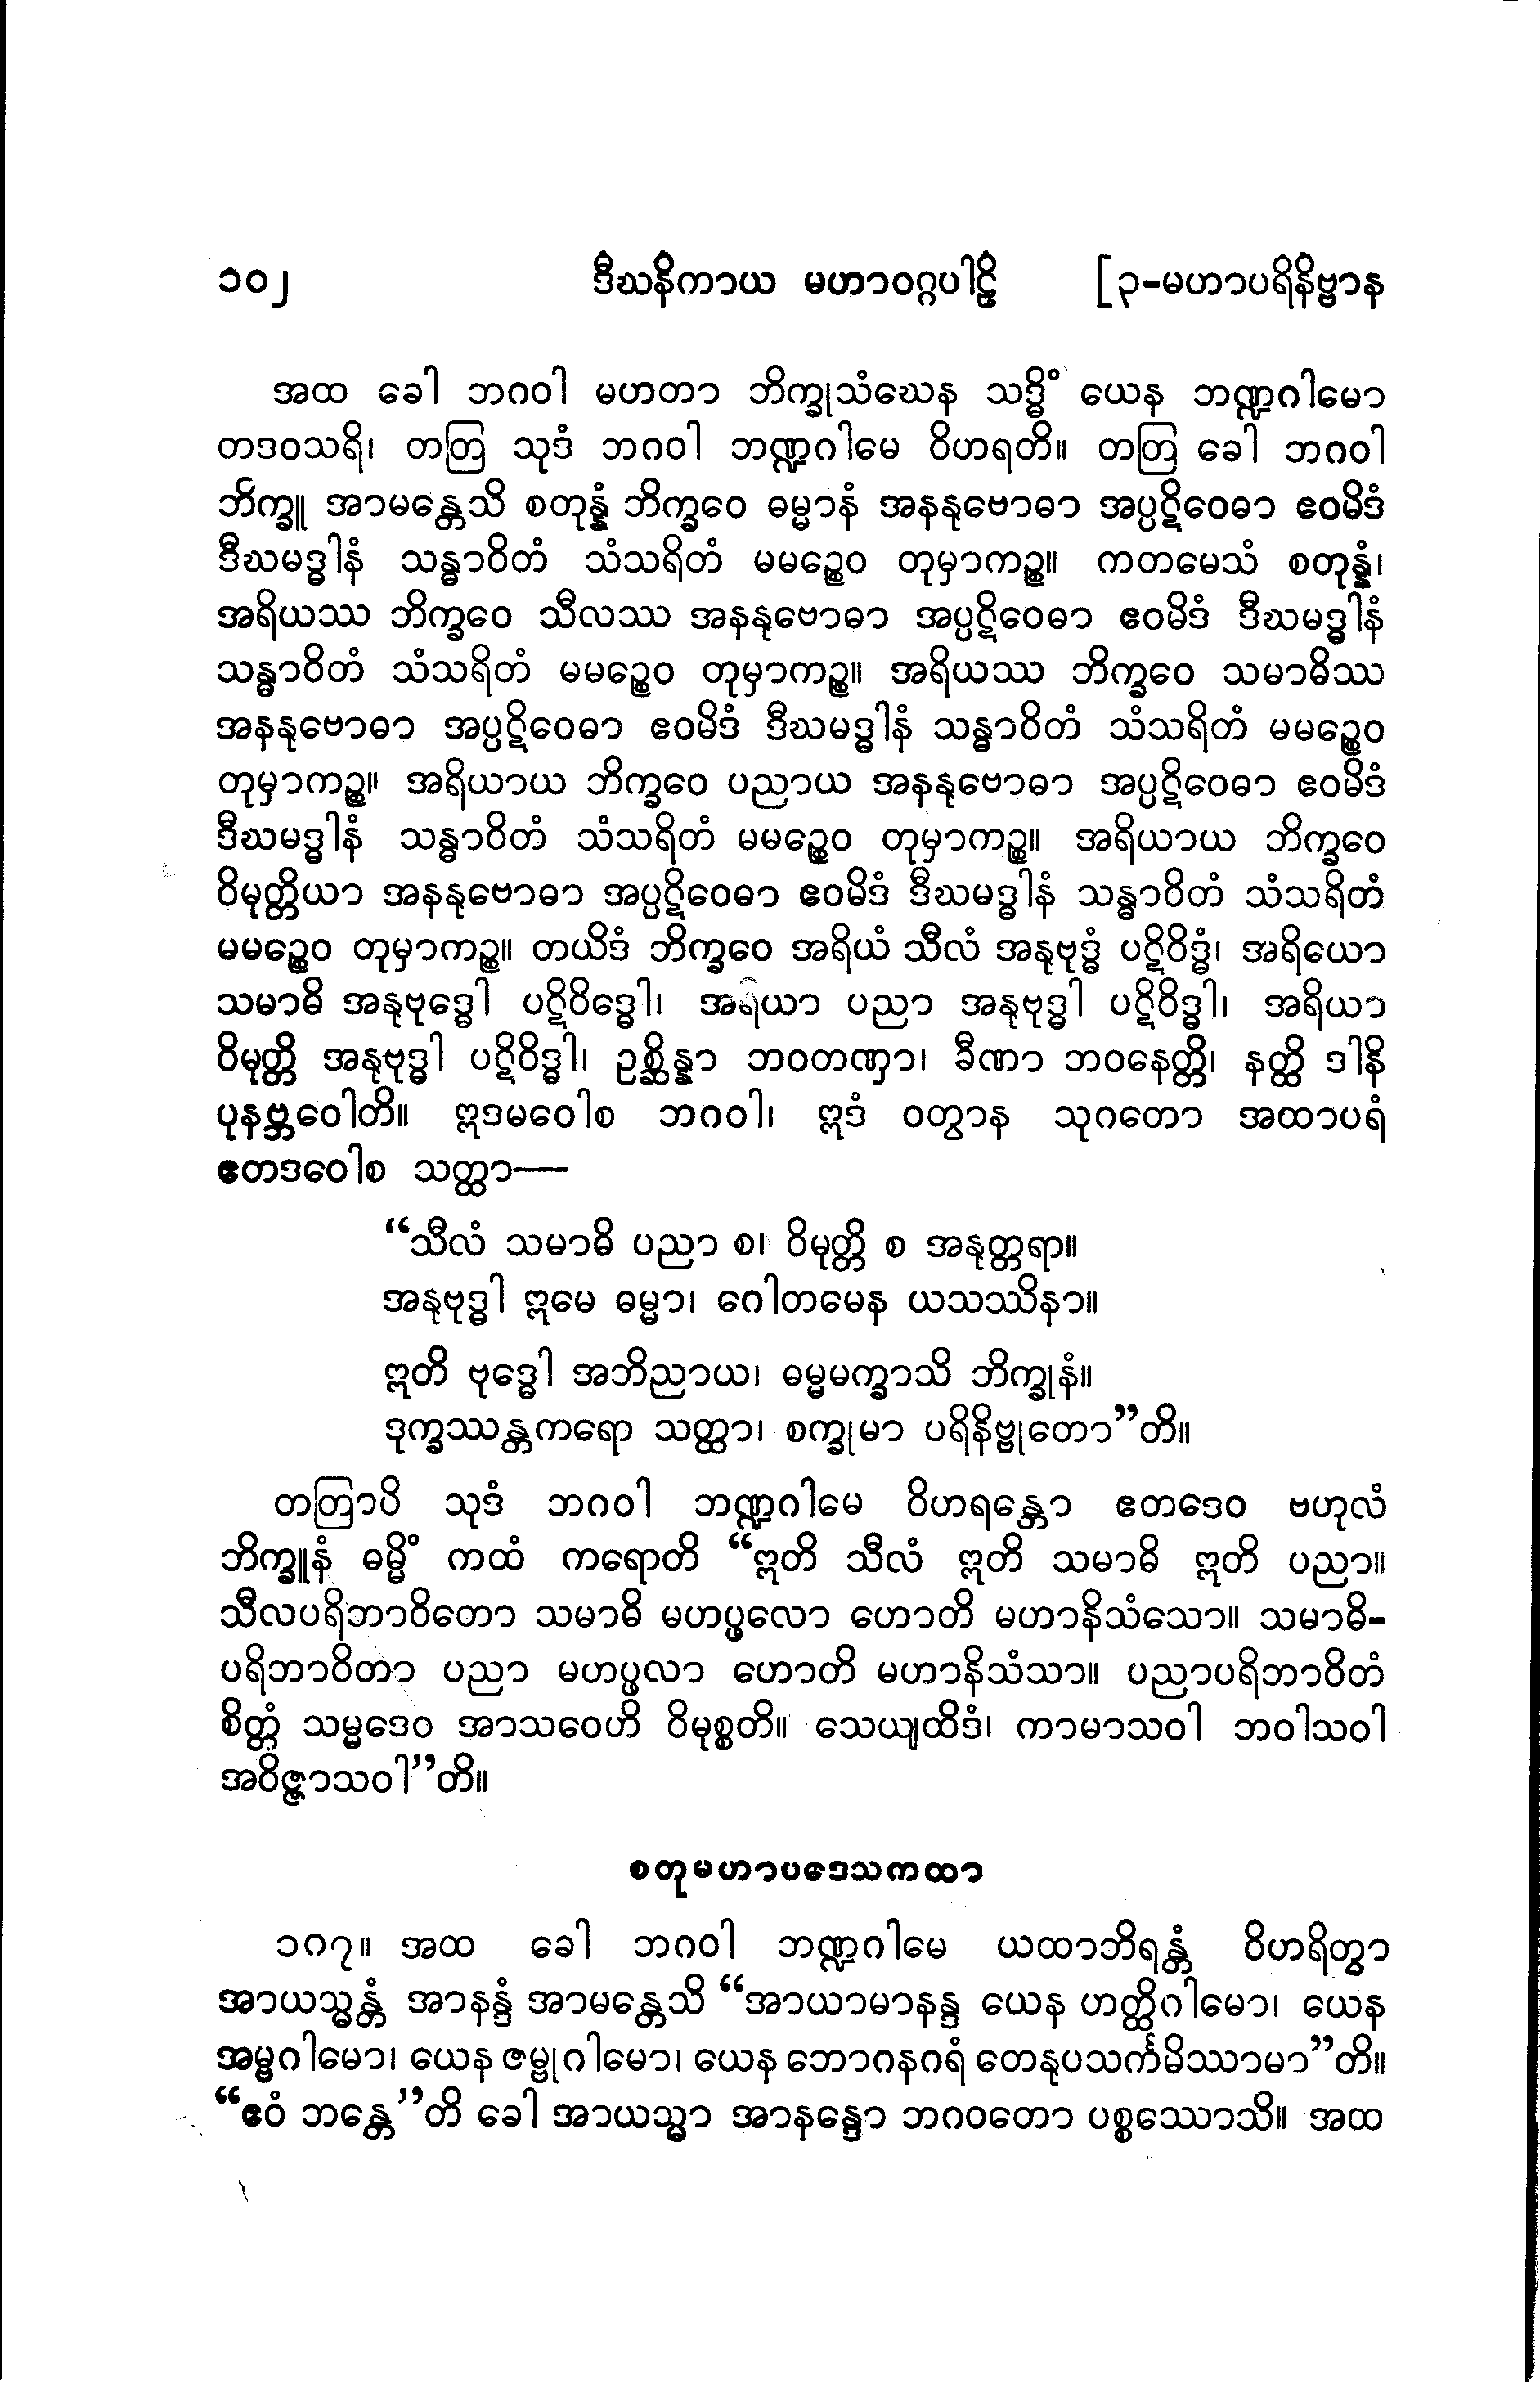 ၁၀၂ ဒီဃနိကာယ မဟာဝဂ္ဂပါဠိ [၃-မဟာပရိနိဗ္ဗာန
အထ ခေါ ဘဂဝါ မဟတာ ဘိက္ခုသံဃေန သဒ္ဓိံ ယေန ဘဏ္ဍဂါမော
တဒဝသရိ၊ တတြ သုဒံ ဘဂဝါ ဘဏ္ဍဂါမေ ဝိဟရတိ။ တတြ ခေါ ဘဂဝါ
ဘိက္ခူ အာမန္တေသိ စတုန္နံ ဘိက္ခဝေ ဓမ္မာနံ အနနုဗောဓာ အပ္ပဋိဝေဓာ ဧဝမိဒံ
ဒီဃမဒ္ဓါနံ သန္ဓာဝိတံ သံသရိတံ မမဉ္စေဝ တုမှာကဉ္စ။ ကတမေသံ စတုန္နံ၊
အရိယဿ ဘိက္ခဝေ သီလဿ အနနုဗောဓာ အပ္ပဋိဝေဓာ ဧဝမိဒံ ဒီဃမဒ္ဓါနံ
သန္ဓာဝိတံ သံသရိတံ မမဉ္စေဝ တုမှာကဉ္စ။ အရိယဿ ဘိက္ခဝေ သမာဓိဿ
အနနုဗောဓာ အပ္ပဋိဝေဓာ ဧဝမိဒံ ဒီဃမဒ္ဓါနံ သန္ဓာဝိတံ သံသရိတံ မမဉ္စေဝ
တုမှာကဉ္စ။ အရိယာယ ဘိက္ခဝေ ပညာယ အနနုဗောဓာ အပ္ပဋိဝေဓာ ဧဝမိဒံ
ဒီဃမဒ္ဓါနံ သန္ဓာဝိတံ သံသရိတံ မမဉ္စေဝ တုမှာကဉ္စ။ အရိယာယ ဘိက္ခဝေ
ဝိမုတ္တိယာ အနနုဗောဓာ အပ္ပဋိဝေဓာ ဧဝမိဒံ ဒီဃမဒ္ဓါနံ သန္ဓာဝိတံ သံသရိတံ
မမဉ္စေဝ တုမှာကဉ္စ။ တယိဒံ ဘိက္ခဝေ အရိယံ သီလံ အနုဗုဒ္ဓံ ပဋိဝိဒ္ဓံ၊ အရိယော
သမာဓိ အနုဗုဒ္ဓေါ ပဋိဝိဒ္ဓေါ၊ အရိယာ ပညာ အနုဗုဒ္ဓါ ပဋိဝိဒ္ဓါ၊ အရိယာ
ဝိမုတ္တိ အနုဗုဒ္ဓါ ပဋိဝိဒ္ဓါ၊ ဥစ္ဆိန္နာ ဘဝတဏှာ၊ ခီဏာ ဘဝနေတ္တိ၊ နတ္ထိ ဒါနိ
ပုနဗ္ဘဝေါတိ။ ဣဒမဝေါစ ဘဂဝါ၊ ဣဒံ ဝတွာန သုဂတော အထာပရံ
ဧတဒဝေါစ သတ္ထာ—
“သီလံ သမာဓိ ပညာ စ၊ ဝိမုတ္တိ စ အနုတ္တရာ။
အနုဗုဒ္ဓါ ဣမေ ဓမ္မာ၊ ဂေါတမေန ယသဿိနာ။
ဣတိ ဗုဒ္ဓေါ အဘိညာယ၊ ဓမ္မမက္ခာသိ ဘိက္ခုနံ။
ဒုက္ခဿန္တကရော သတ္ထာ၊ စက္ခုမာ ပရိနိဗ္ဗုတော”တိ။
တတြာပိ သုဒံ ဘဂဝါ ဘဏ္ဍဂါမေ ဝိဟရန္တော ဧတဒေဝ ဗဟုလံ
ဘိက္ခူနံ ဓမ္မိံ ကထံ ကရောတိ “ဣတိ သီလံ ဣတိ သမာဓိ ဣတိ ပညာ။
သီလပရိဘာဝိတော သမာဓိ မဟပ္ဖလော ဟောတိ မဟာနိသံသော။ သမာဓိ-
ပရိဘာဝိတာ ပညာ မဟပ္ဖလာ ဟောတိ မဟာနိသံသာ။ ပညာပရိဘာဝိတံ
စိတ္တံ သမ္မဒေဝ အာသဝေဟိ ဝိမုစ္စတိ။ သေယျထိဒံ၊ ကာမာသဝါ ဘဝါသဝါ
အဝိဇ္ဇာသဝါ”တိ။
စတုမဟာပဒေသကထာ
၁၈၇။ အထ ခေါ ဘဂဝါ ဘဏ္ဍဂါမေ ယထာဘိရန္တံ ဝိဟရိတွာ
အာယသ္မန္တံ အာနန္ဒံ အာမန္တေသိ “အာယာမာနန္ဒ ယေန ဟတ္ထိဂါမော၊ ယေန
အမ္ဗဂါမော၊ ယေန ဇမ္ဗုဂါမော၊ ယေန ဘောဂနဂရံ တေနုပသင်္ကမိဿာမာ”တိ။
“ဧဝံ ဘန္တေ”တိ ခေါ အာယသ္မာ အာနန္ဒော ဘဂဝတော ပစ္စဿောသိ။ အထ